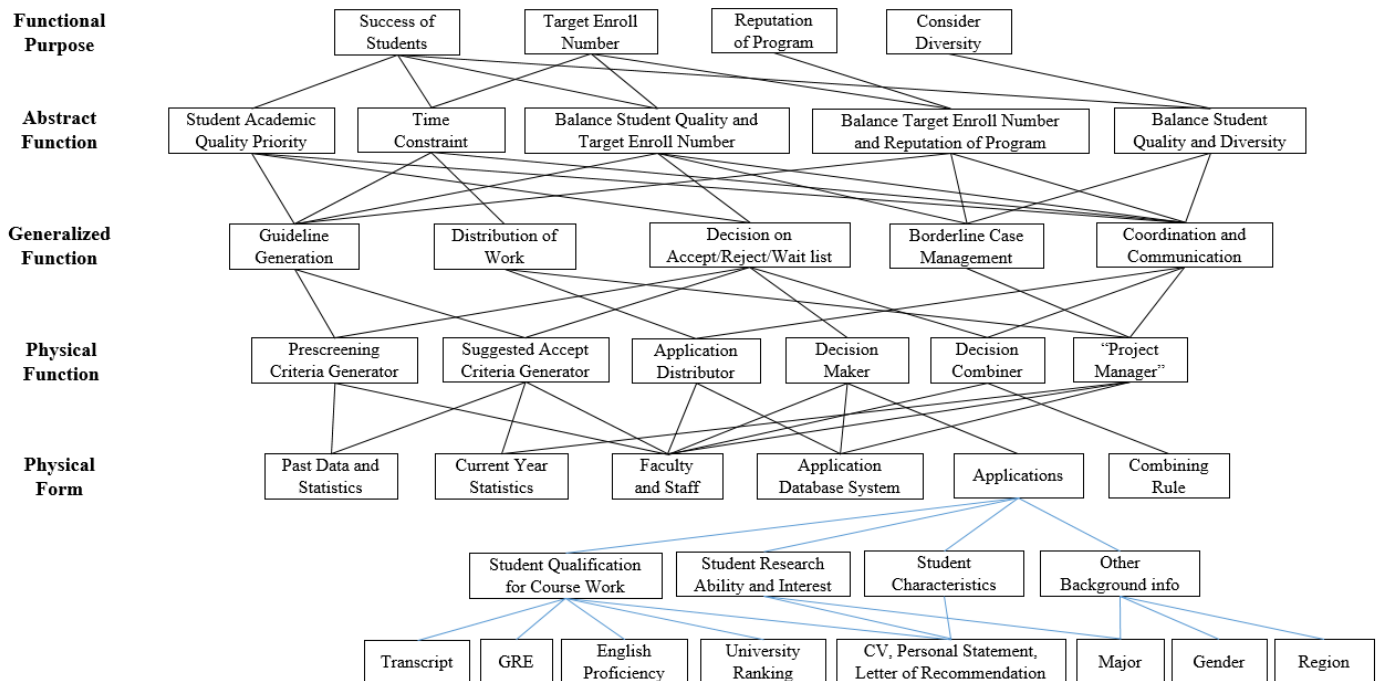 Functional
Purpose
Success of
Students
Target Enroll
Number
Reputation
of Program
Consider
Diversity
Abstract
Function
Student Academic
Quality Priority
Time
Constraint
Balance Student Quality and
Target Enroll Number
Balance Target Enroll Number
and Reputation of Program
Balance Student
Quality and Diversity
Generalized
Function
Guideline
Generation
Distribution of
Work
Decision on
Accept/Reject/Wait list
Borderline Case
Management
Coordination and
Communication
Physical
Function
Prescreening
Criteria Generator
Suggested Accept
Criteria Generator
Application
Distributor
Decision
Maker
Decision
Combiner
“Project
Manager”
Physical
Form
Past Data and
Statistics
Current Year
Statistics
Faculty
and Staff
Application
Database System
Applications
Combining
Rule
Student Qualification
for Course Work
Student Research
Ability and Interest
Student
Characteristics
Other
Background info
Transcript
GRE
English
Proficiency
University
Ranking
CV, Personal Statement,
Letter of Recommendation
Major
Gender
Region